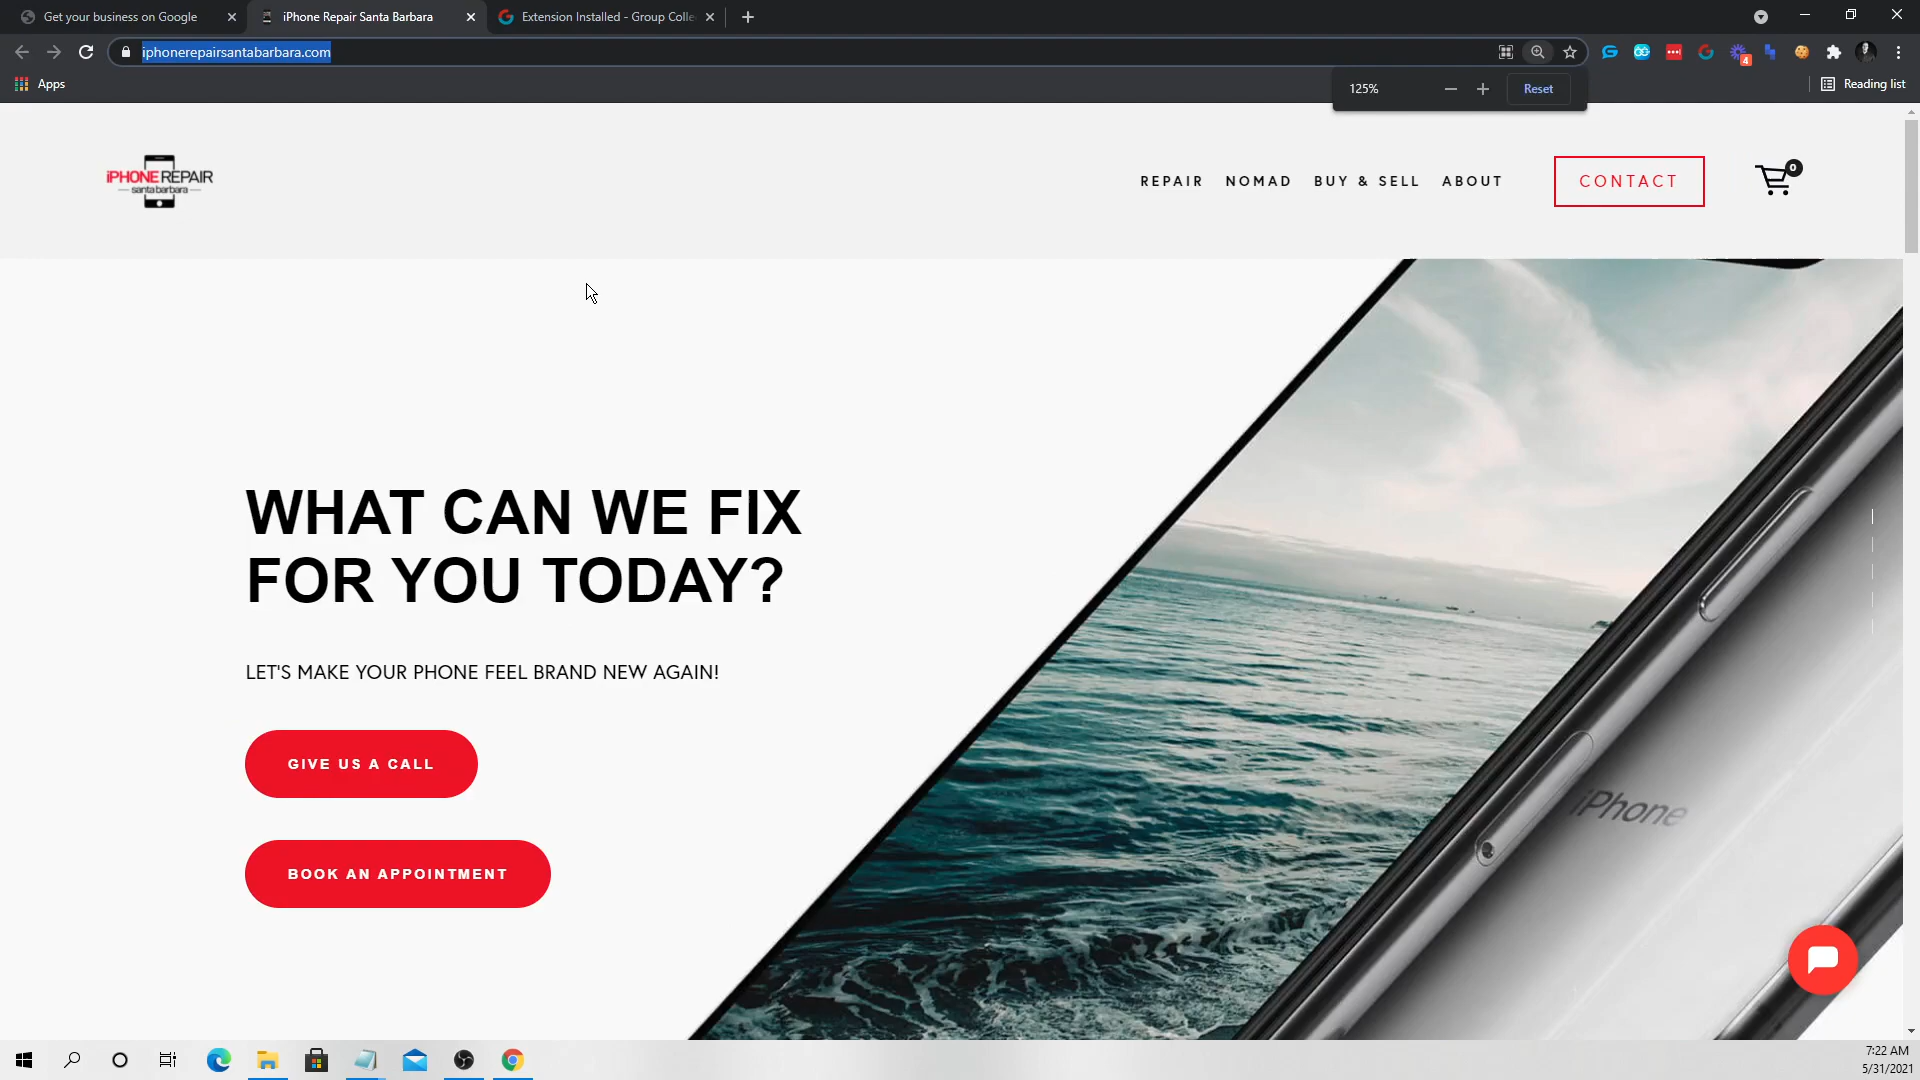 Get your business on Google
iPhone Repair Santa Barbara
Extension Installed - Group Colle
iphonerepairsantabarbara.com
4
Apps
Reading list
125%
Reset
iPHONEREPAIR
santa barbara
REPAIR
NOMAD
BUY & SELL
ABOUT
CONTACT
0
WHAT CAN WE FIX
FOR YOU TODAY?
LET'S MAKE YOUR PHONE FEEL BRAND NEW AGAIN!
GIVE US A CALL
BOOK AN APPOINTMENT
iPhone
7:22 AM
5/31/2021